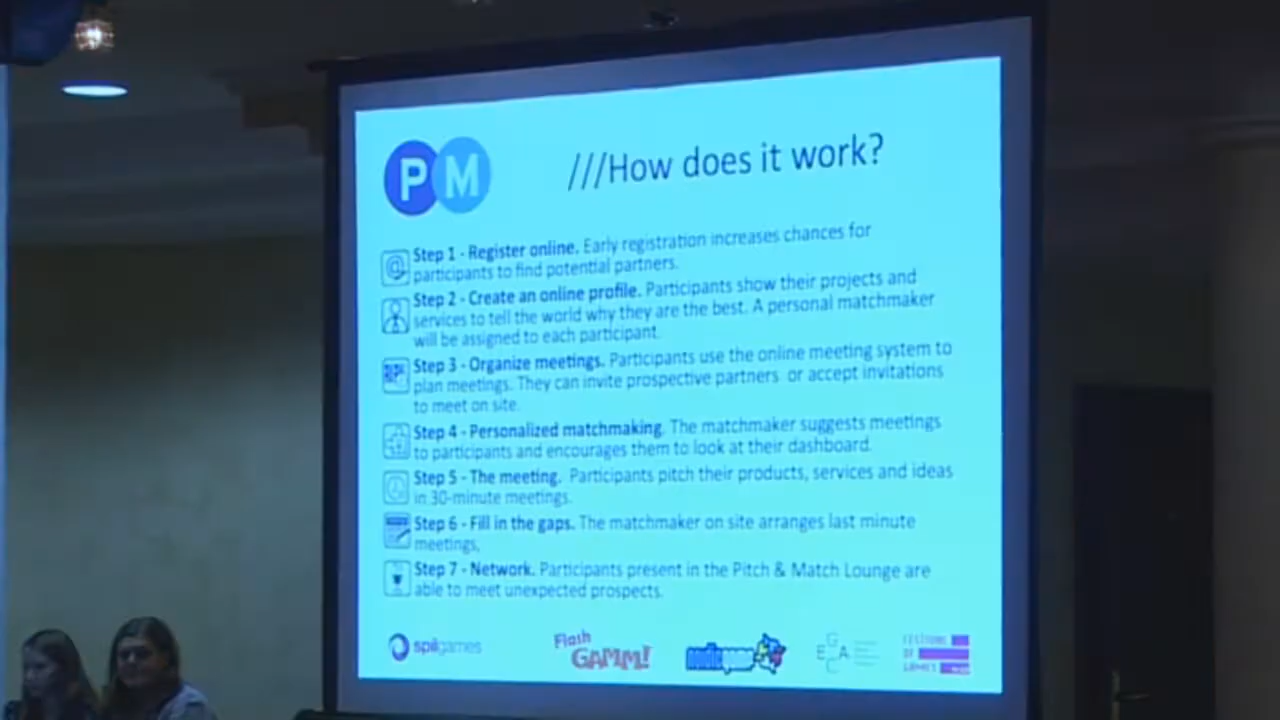 PM
///How does it work?
Step 1 - Register online. Early registration increases chances for
participants to find potential partners.
Step 2 - Create an online profile. Participants show their projects and
services to tell the world why they are the best. A personal matchmaker
will be assigned to each participant.
Step 3 - Organize meetings. Participants use the online meeting system to
plan meetings. They can invite prospective partners or accept invitations
to meet on site.
Step 4 - Personalized matchmaking. The matchmaker suggests meetings
to participants and encourages them to look at their dashboard.
Step 5 - The meeting. Participants pitch their products, services and ideas
in 30-minute meetings.
Step 6 - Fill in the gaps. The matchmaker on site arranges last minute
meetings.
Step 7 - Network. Participants present in the Pitch & Match Lounge are
able to meet unexpected prospects.
spilgames
Flash
GAMM!
nordicgame